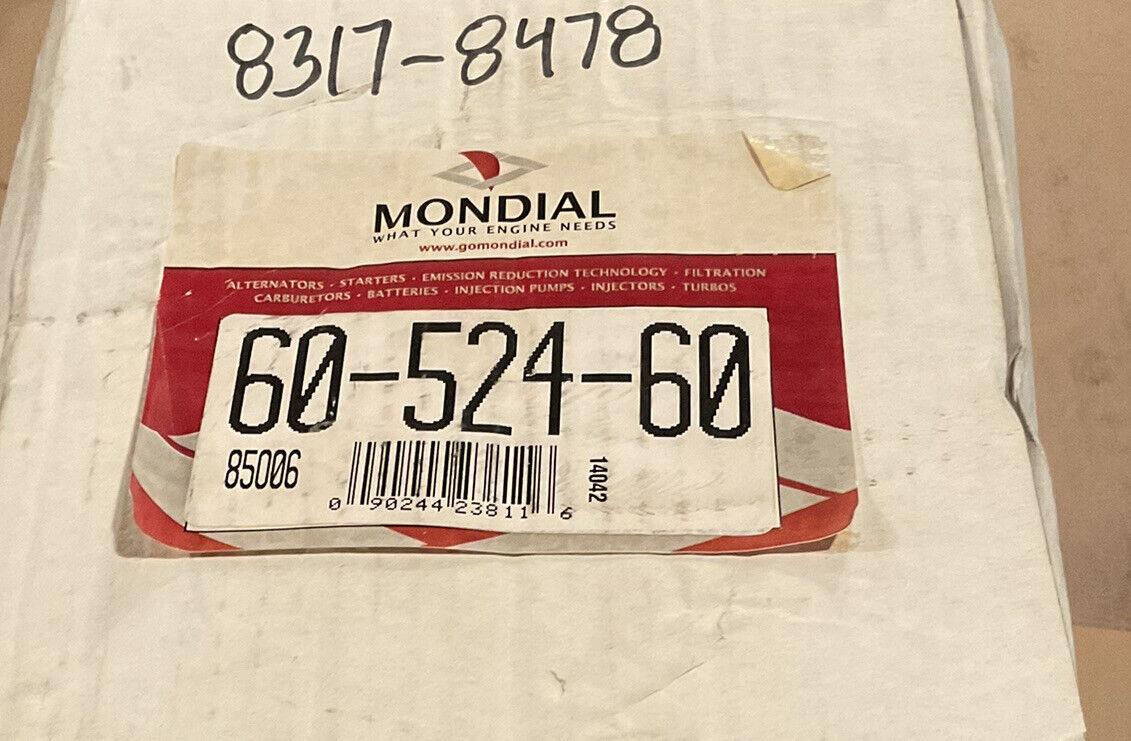 8317-8478
MONDIAL
WHAT YOUR ENGINE NEEDS
www.gomondial.com
ALTERNATORS · STARTERS · EMISSION REDUCTION TECHNOLOGY · FILTRATION
CARBURETORS · BATTERIES · INJECTION PUMPS · INJECTORS · TURBOS
60-524-60
85006
14042
0 90244 23811 6